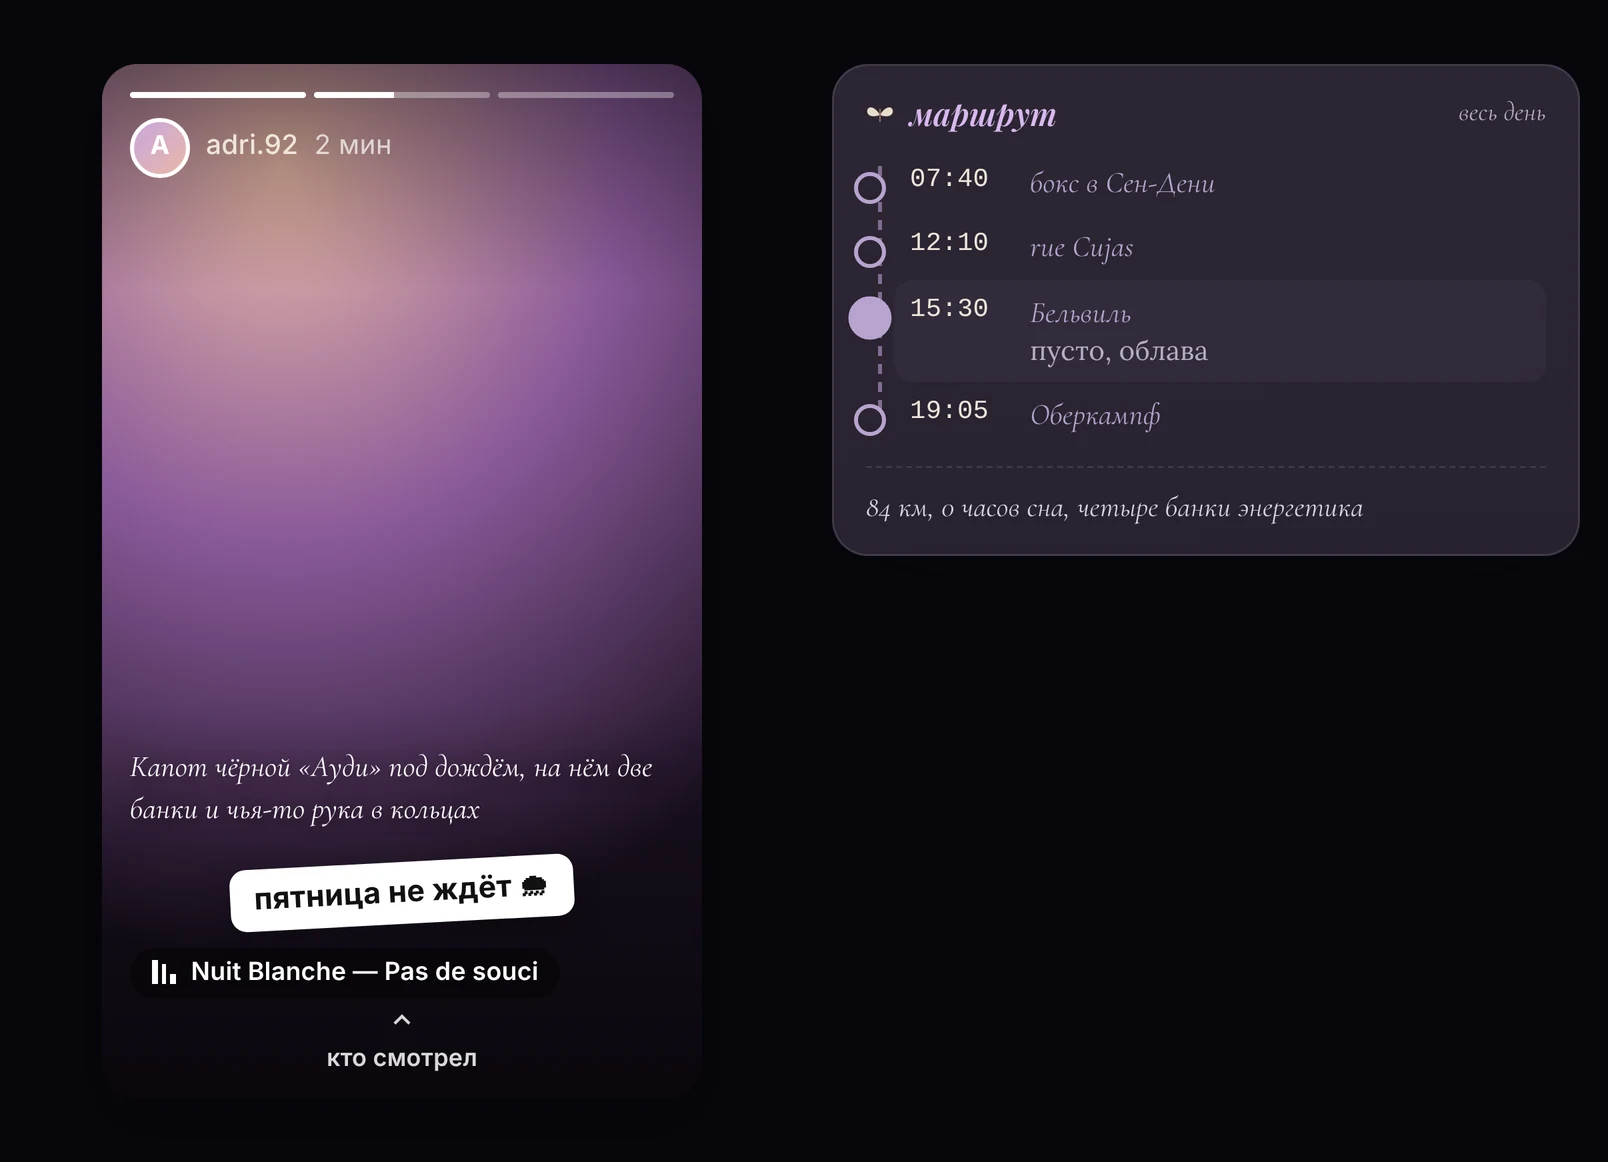 A
adri.92 2 мин
Капот чёрной «Ауди» под дождём, на нём две
банки и чья-то рука в кольцах
пятница не ждёт 🌧
Nuit Blanche — Pas de souci
кто смотрел
маршрут
весь день
07:40 бокс в Сен-Дени
12:10 rue Cujas
15:30 Бельвиль
пусто, облава
19:05 Оберкампф
84 км, 0 часов сна, четыре банки энергетика